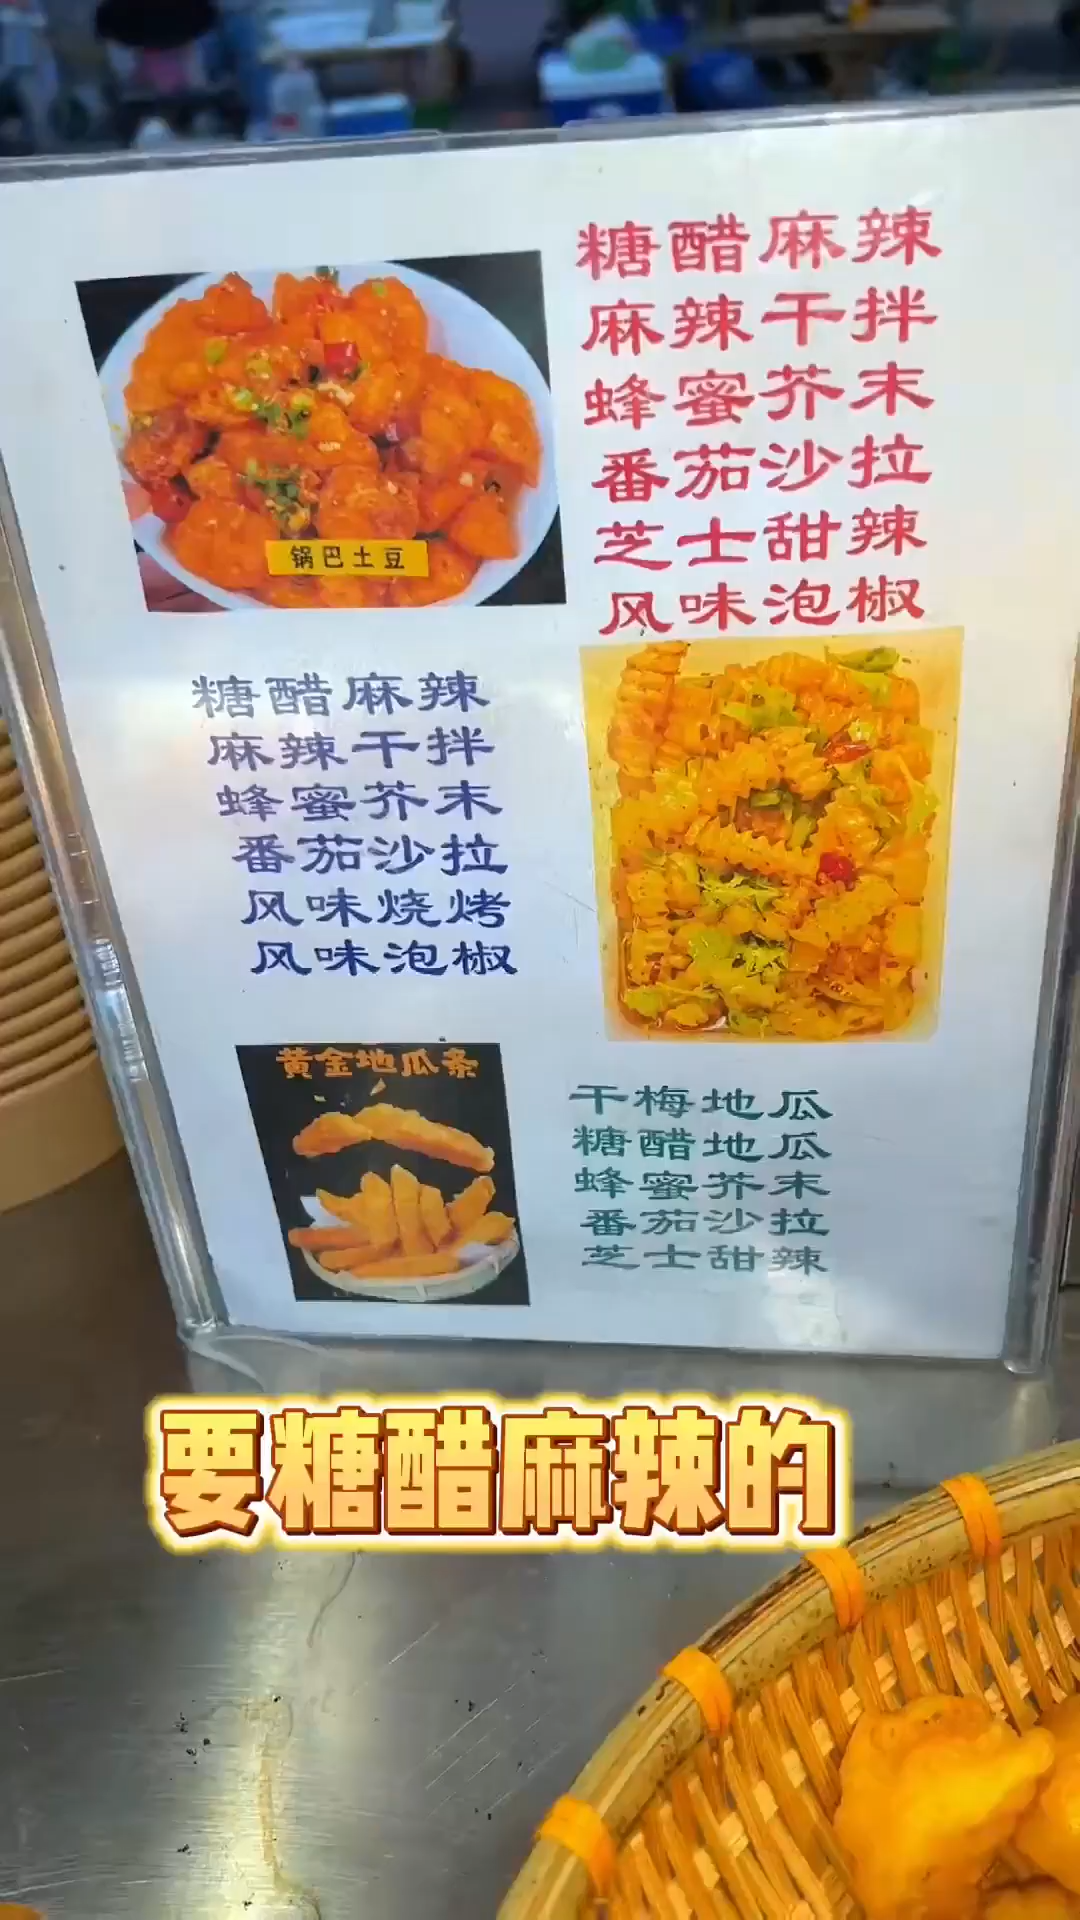 糖醋麻辣
麻辣干拌
蜂蜜芥末
番茄沙拉
芝士甜辣
风味泡椒
锅巴土豆
糖醋麻辣
麻辣干拌
蜂蜜芥末
番茄沙拉
风味烧烤
风味泡椒
黄金地瓜条
干梅地瓜
糖醋地瓜
蜂蜜芥末
番茄沙拉
芝士甜辣
要糖醋麻辣的